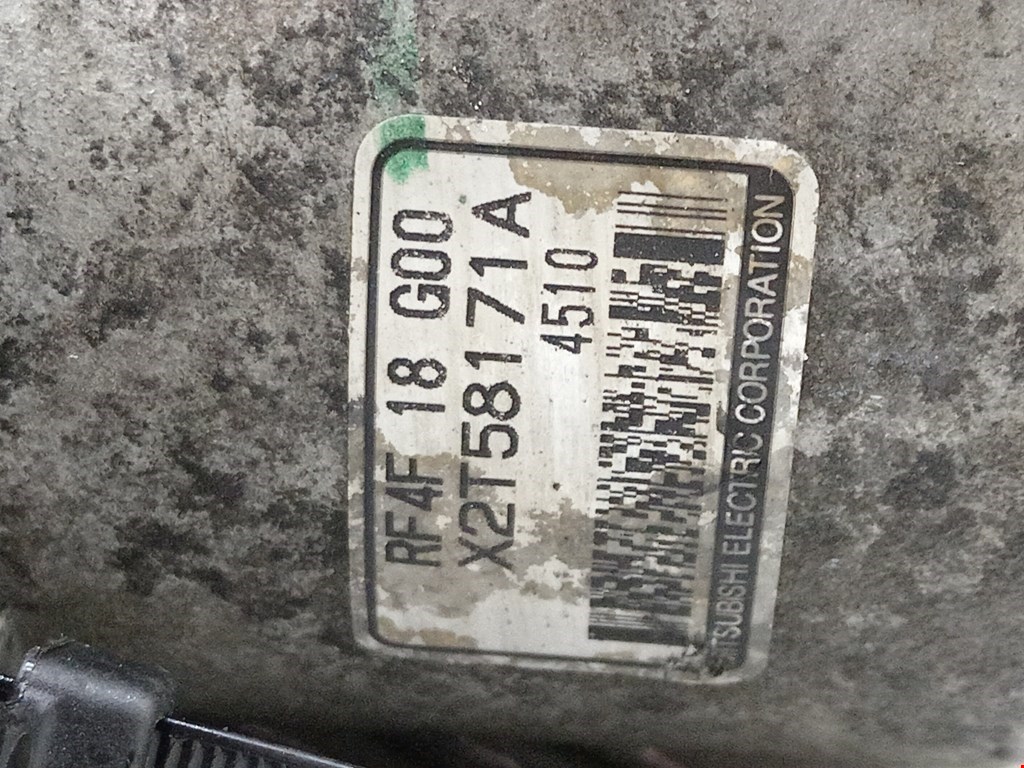 RF4F 18 G00
X2T58171A
4510
MITSUBISHI ELECTRIC CORPORATION